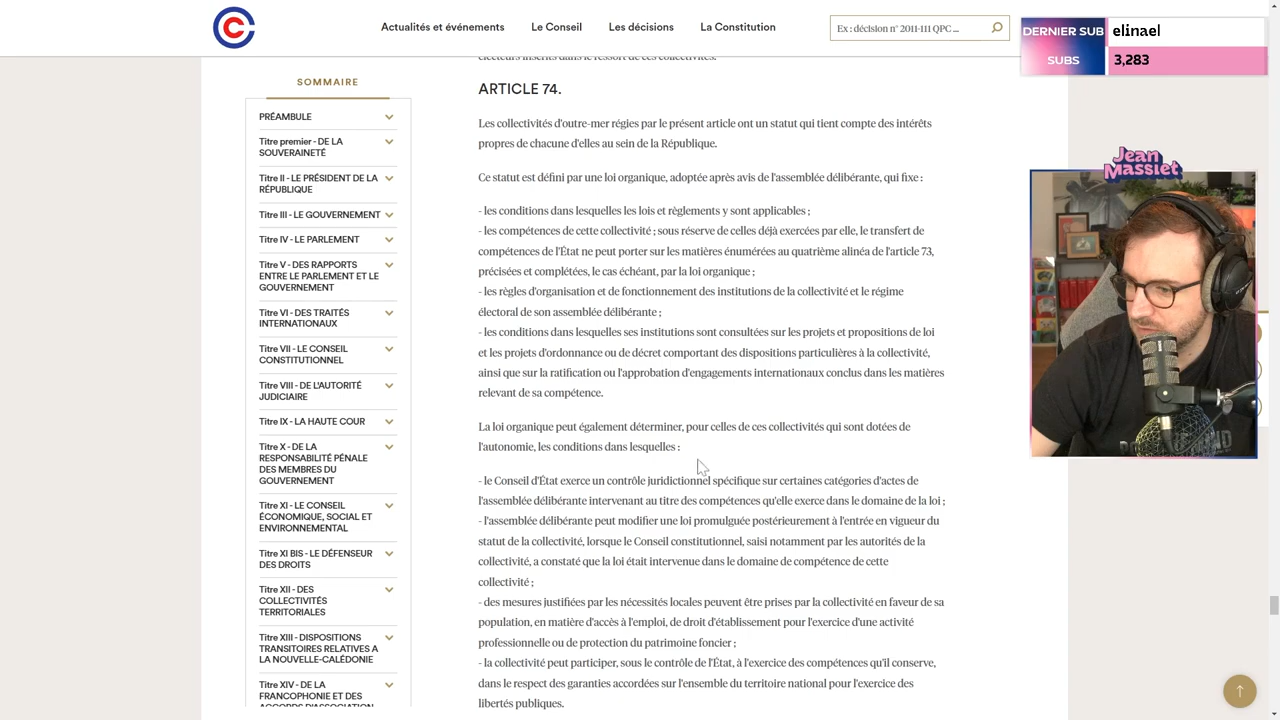 Actualités et événements
Le Conseil
Les décisions
La Constitution
Ex : décision n° 2011-111 QPC ...
DERNIER SUB
elinael
SUBS
3,283
Jean
Massiet
SOMMAIRE
PRÉAMBULE
Titre premier - DE LA
SOUVERAINETÉ
Titre II - LE PRÉSIDENT DE LA
RÉPUBLIQUE
Titre III - LE GOUVERNEMENT
Titre IV - LE PARLEMENT
Titre V - DES RAPPORTS
ENTRE LE PARLEMENT ET LE
GOUVERNEMENT
Titre VI - DES TRAITÉS
INTERNATIONAUX
Titre VII - LE CONSEIL
CONSTITUTIONNEL
Titre VIII - DE L'AUTORITÉ
JUDICIAIRE
Titre IX - LA HAUTE COUR
Titre X - DE LA
RESPONSABILITÉ PÉNALE
DES MEMBRES DU
GOUVERNEMENT
Titre XI - LE CONSEIL
ÉCONOMIQUE, SOCIAL ET
ENVIRONNEMENTAL
Titre XI BIS - LE DÉFENSEUR
DES DROITS
Titre XII - DES
COLLECTIVITÉS
TERRITORIALES
Titre XIII - DISPOSITIONS
TRANSITOIRES RELATIVES A
LA NOUVELLE-CALÉDONIE
Titre XIV - DE LA
FRANCOPHONIE ET DES
ACCORDS D'ASSOCIATION
électeurs inscrits dans le ressort de ces collectivités.
ARTICLE 74.
Les collectivités d'outre-mer régies par le présent article ont un statut qui tient compte des intérêts
propres de chacune d'elles au sein de la République.
Ce statut est défini par une loi organique, adoptée après avis de l'assemblée délibérante, qui fixe :
- les conditions dans lesquelles les lois et règlements y sont applicables ;
- les compétences de cette collectivité ; sous réserve de celles déjà exercées par elle, le transfert de
compétences de l'État ne peut porter sur les matières énumérées au quatrième alinéa de l'article 73,
précisées et complétées, le cas échéant, par la loi organique ;
- les règles d'organisation et de fonctionnement des institutions de la collectivité et le régime
électoral de son assemblée délibérante ;
- les conditions dans lesquelles ses institutions sont consultées sur les projets et propositions de loi
et les projets d'ordonnance ou de décret comportant des dispositions particulières à la collectivité,
ainsi que sur la ratification ou l'approbation d'engagements internationaux conclus dans les matières
relevant de sa compétence.
La loi organique peut également déterminer, pour celles de ces collectivités qui sont dotées de
l'autonomie, les conditions dans lesquelles :
- le Conseil d'État exerce un contrôle juridictionnel spécifique sur certaines catégories d'actes de
l'assemblée délibérante intervenant au titre des compétences qu'elle exerce dans le domaine de la loi ;
- l'assemblée délibérante peut modifier une loi promulguée postérieurement à l'entrée en vigueur du
statut de la collectivité, lorsque le Conseil constitutionnel, saisi notamment par les autorités de la
collectivité, a constaté que la loi était intervenue dans le domaine de compétence de cette
collectivité ;
- des mesures justifiées par les nécessités locales peuvent être prises par la collectivité en faveur de sa
population, en matière d'accès à l'emploi, de droit d'établissement pour l'exercice d'une activité
professionnelle ou de protection du patrimoine foncier ;
- la collectivité peut participer, sous le contrôle de l'État, à l'exercice des compétences qu'il conserve,
dans le respect des garanties accordées sur l'ensemble du territoire national pour l'exercice des
libertés publiques.